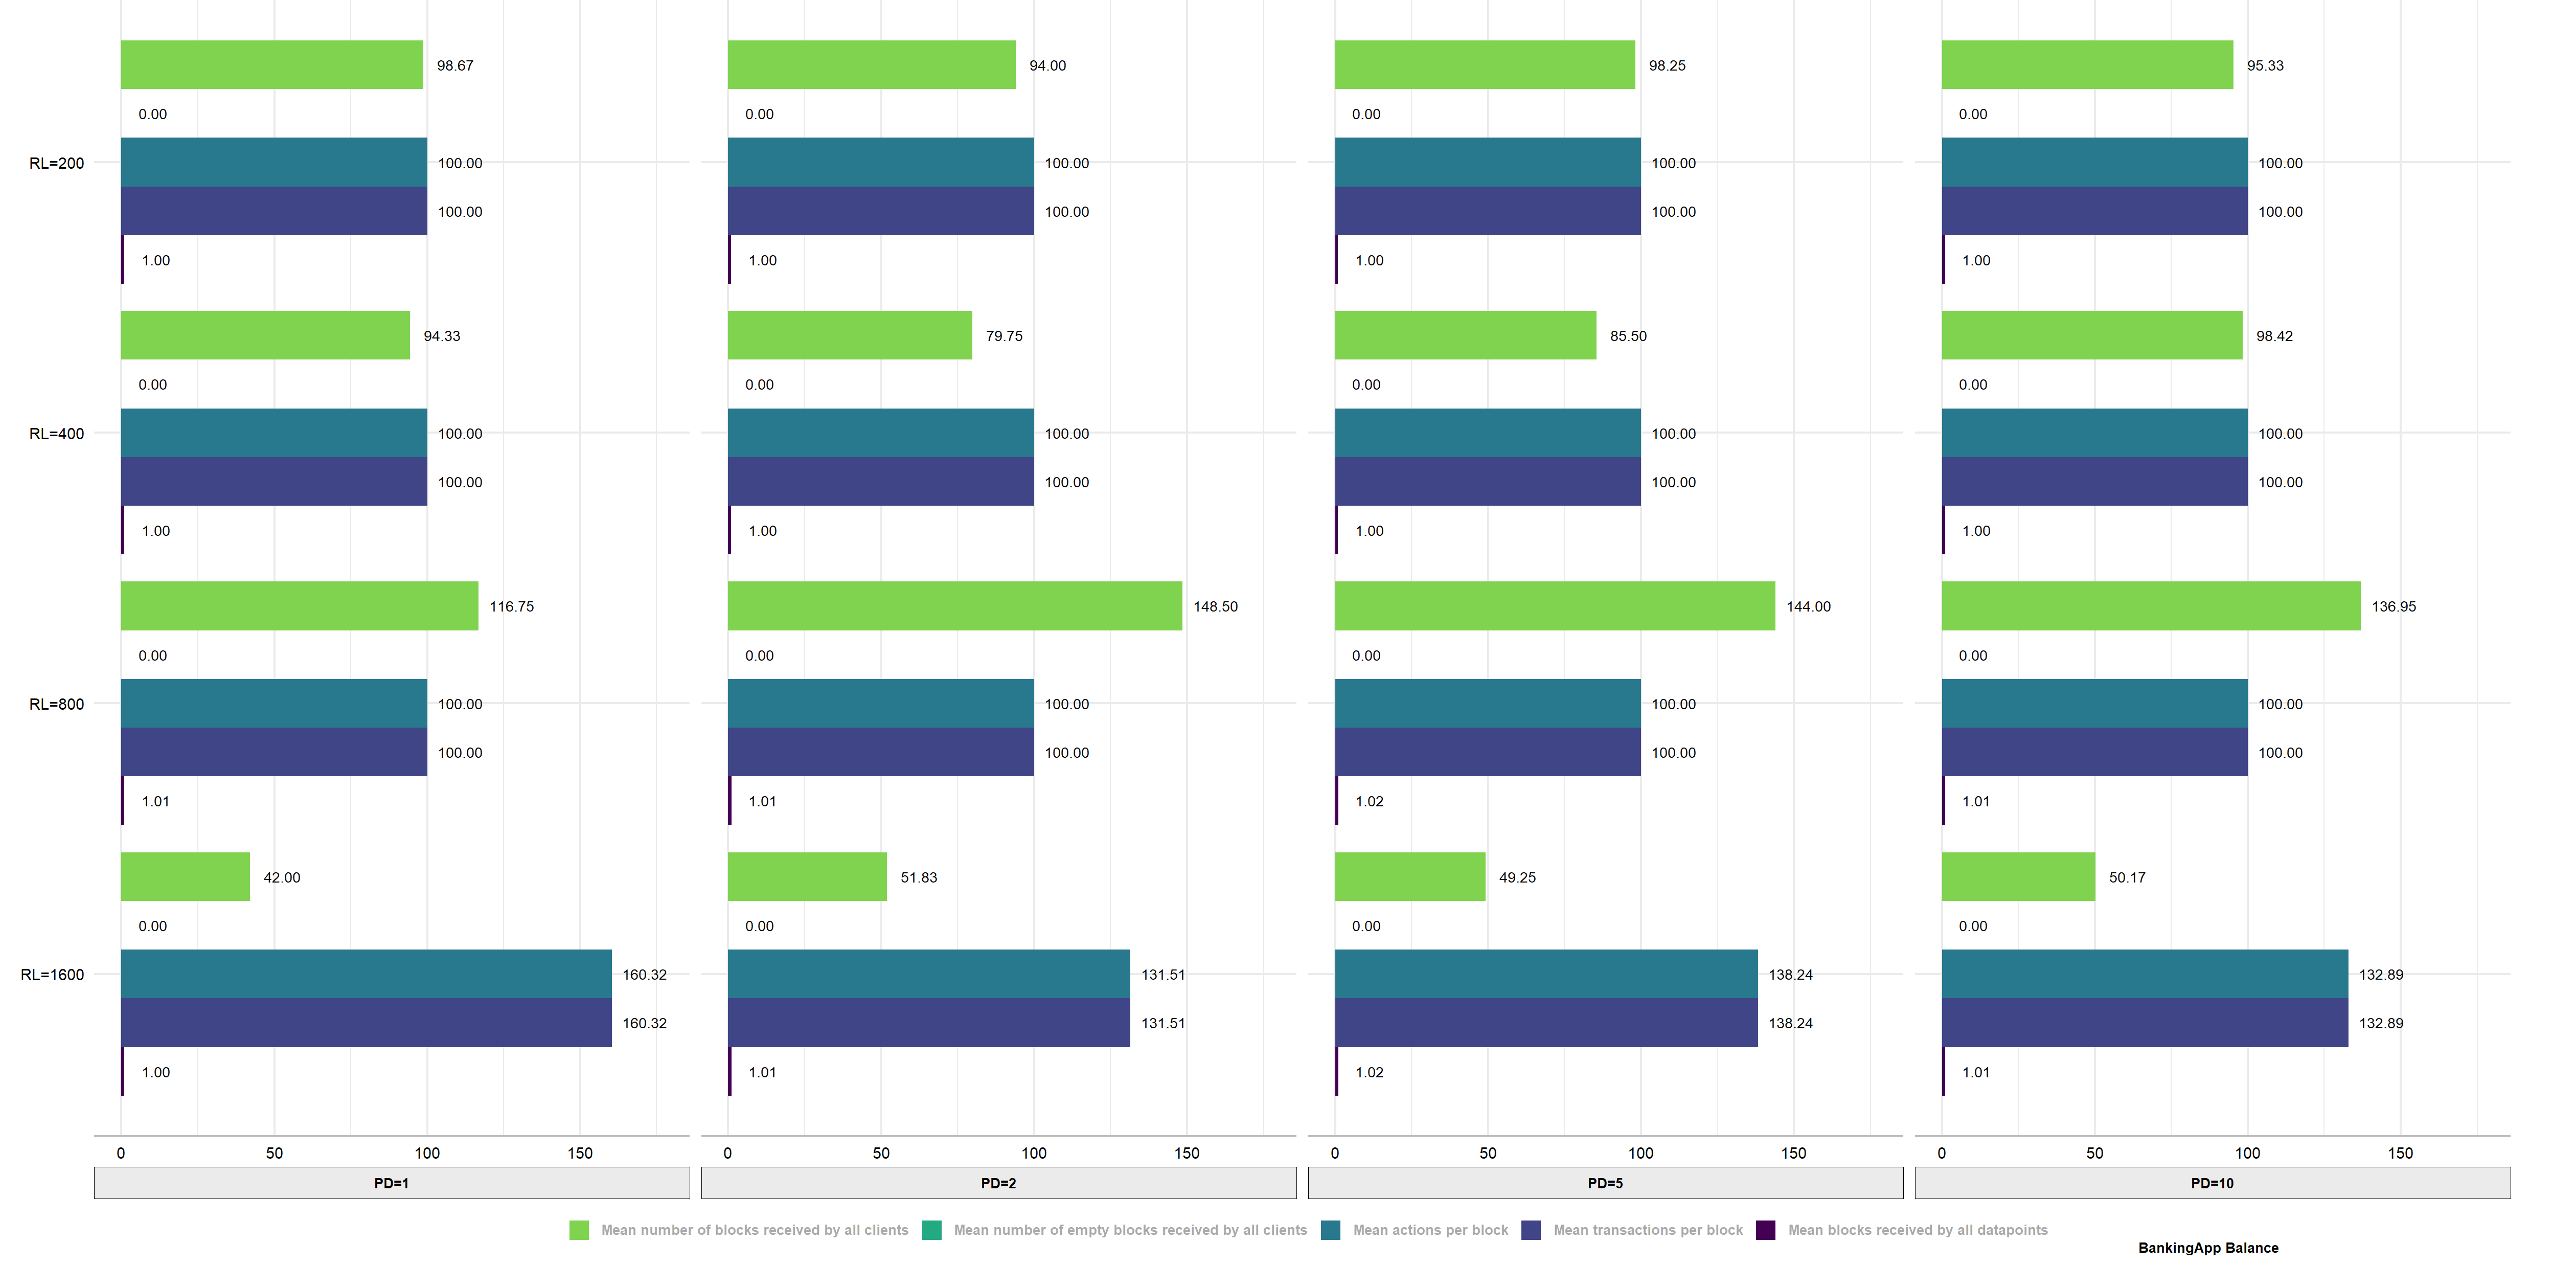 98.67 94.00 98.25 95.33
0.00 0.00 0.00 0.00
RL=200 100.00 100.00 100.00 100.00
100.00 100.00 100.00 100.00
1.00 1.00 1.00 1.00
94.33 79.75 85.50 98.42
0.00 0.00 0.00 0.00
RL=400 100.00 100.00 100.00 100.00
100.00 100.00 100.00 100.00
1.00 1.00 1.00 1.00
116.75 148.50 144.00 136.95
0.00 0.00 0.00 0.00
RL=800 100.00 100.00 100.00 100.00
100.00 100.00 100.00 100.00
1.01 1.01 1.02 1.01
42.00 51.83 49.25 50.17
0.00 0.00 0.00 0.00
RL=1600 160.32 131.51 138.24 132.89
160.32 131.51 138.24 132.89
1.00 1.01 1.02 1.01
0 50 100 150 0 50 100 150 0 50 100 150 0 50 100 150
PD=1 PD=2 PD=5 PD=10
Mean number of blocks received by all clients Mean number of empty blocks received by all clients Mean actions per block Mean transactions per block Mean blocks received by all datapoints
BankingApp Balance